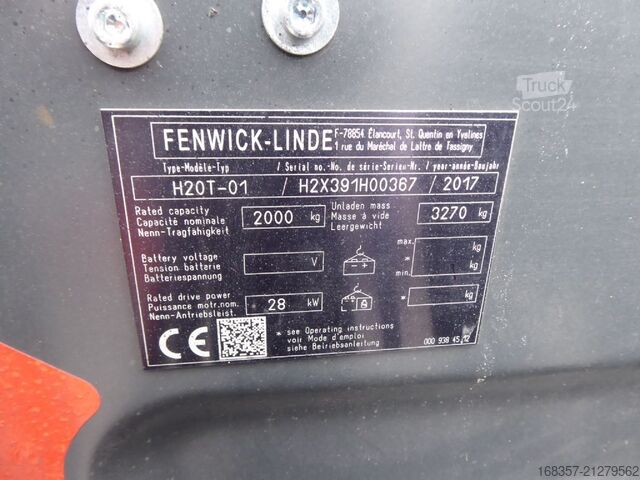 Truck
Scout24
FENWICK-LINDE
F-78854 Élancourt, St. Quentin en Yvelines
1 rue du Maréchal de Lattre de Tassigny
Type-Modèle-Typ / Serial no.-No. de série-Serien-Nr. / year-année-Baujahr
H20T-01 / H2X391H00367 / 2017
Rated capacity
Capacité nominale
Nenn-Tragfähigkeit
2000 kg
Unladen mass
Masse à vide
Leergewicht
3270 kg
Battery voltage
Tension batterie
Batteriespannung
V
max. kg
*
min. kg
Rated drive power
Puissance motr.nom.
Nenn-Antriebsleist.
28 kW
* kg
CE
* see Operating instructions
voir Mode d'emploi
siehe Betriebsanleitung
000 938 45 12
168357-21279562